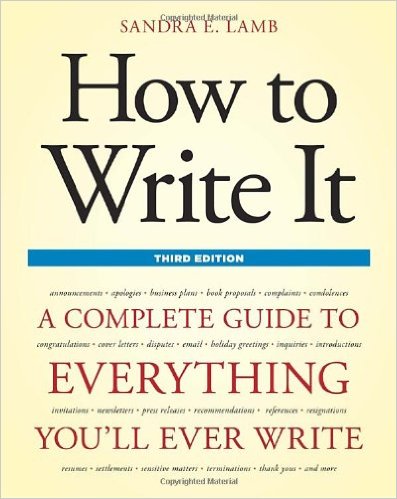 SANDRA E. LAMB
How to
Write It
THIRD EDITION
announcements • apologies • business plans • book proposals • complaints • condolences
A COMPLETE GUIDE TO
congratulations • cover letters • disputes • email • holiday greetings • inquiries • introductions
EVERYTHING
invitations • newsletters • press releases • recommendations • references • resignations
YOU'LL EVER WRITE
resumes • settlements • sensitive matters • terminations • thank yous • and more